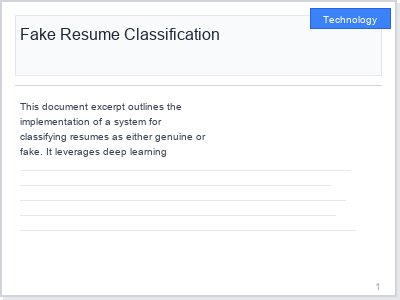 Technology
Fake Resume Classification
This document excerpt outlines the
implementation of a system for
classifying resumes as either genuine or
fake. It leverages deep learning
1